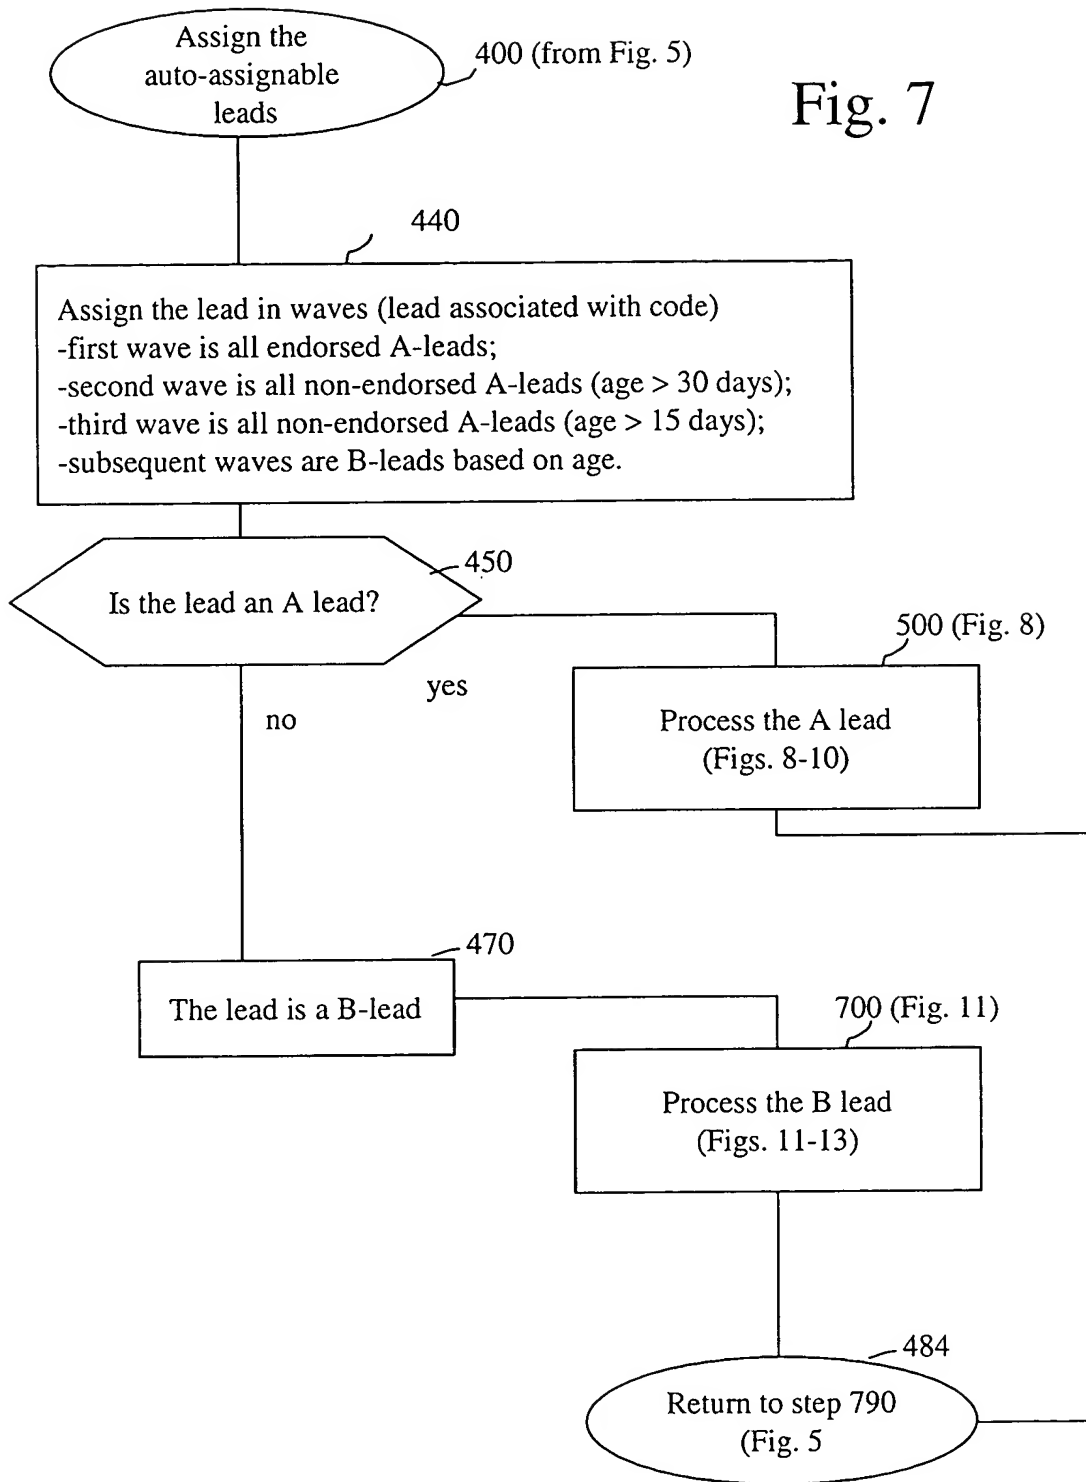 Assign the
auto-assignable
leads
400 (from Fig. 5)
Fig. 7
440
Assign the lead in waves (lead associated with code)
-first wave is all endorsed A-leads;
-second wave is all non-endorsed A-leads (age > 30 days);
-third wave is all non-endorsed A-leads (age > 15 days);
-subsequent waves are B-leads based on age.
450
Is the lead an A lead?
yes
no
500 (Fig. 8)
Process the A lead
(Figs. 8-10)
470
The lead is a B-lead
700 (Fig. 11)
Process the B lead
(Figs. 11-13)
484
Return to step 790
(Fig. 5